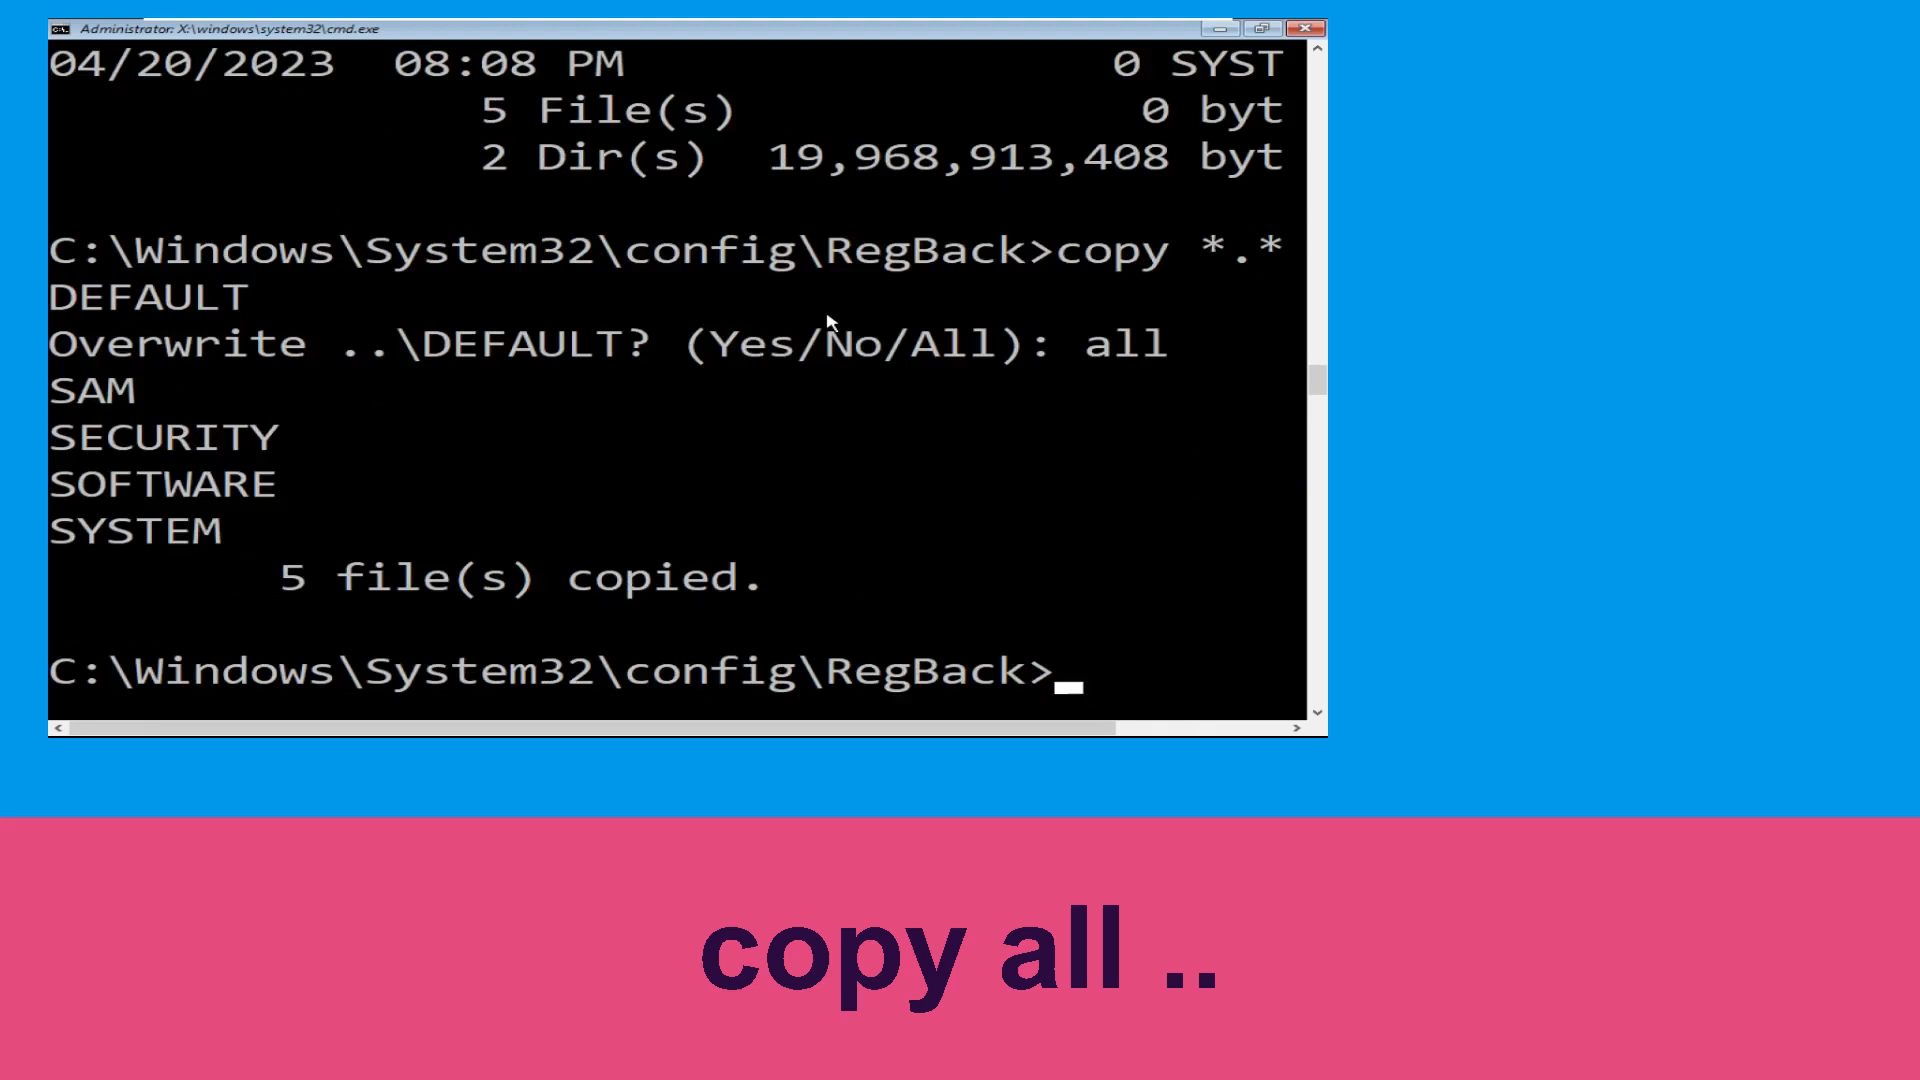 Administrator: X:\windows\system32\cmd.exe
04/20/2023 08:08 PM 0 SYST
5 File(s) 0 byt
2 Dir(s) 19,968,913,408 byt
C:\Windows\System32\config\RegBack>copy *.*
DEFAULT
Overwrite ..\DEFAULT? (Yes/No/All): all
SAM
SECURITY
SOFTWARE
SYSTEM
5 file(s) copied.
C:\Windows\System32\config\RegBack>_
copy all ..